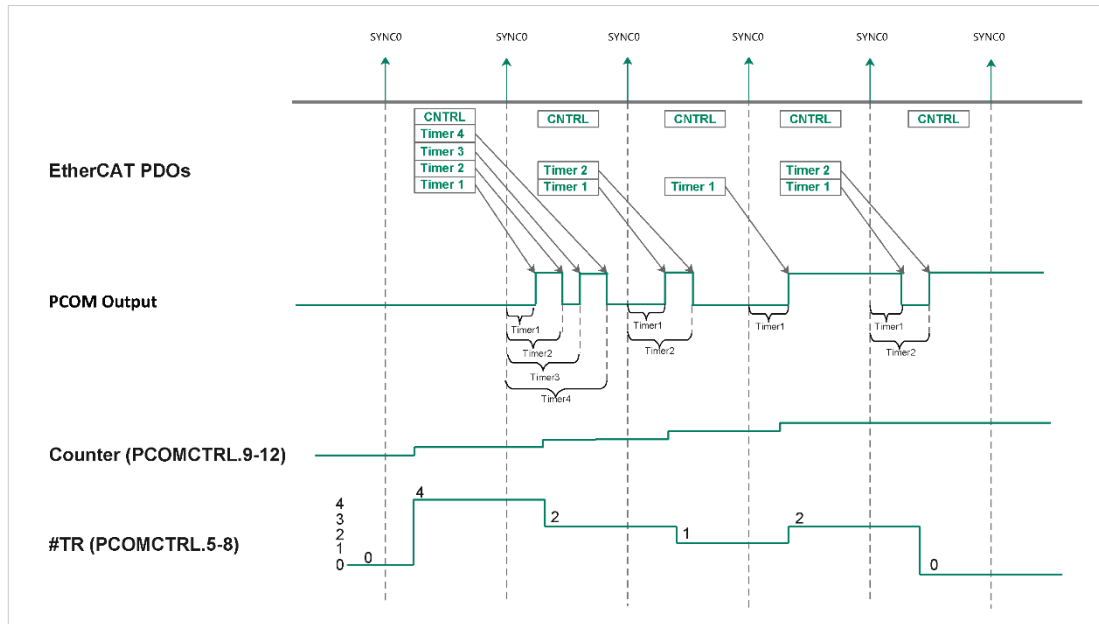 SYNC0 SYNC0 SYNC0 SYNC0 SYNC0 SYNC0
CNTRL CNTRL CNTRL CNTRL CNTRL
Timer 4
Timer 3
EtherCAT PDOs Timer 2 Timer 2 Timer 2
Timer 1 Timer 1 Timer 1 Timer 1
PCOM Output
Timer1 Timer1 Timer1 Timer1
Timer2 Timer2 Timer2
Timer3
Timer4
Counter (PCOMCTRL.9-12)
4 4
3 2 2
#TR (PCOMCTRL.5-8) 2 1
1
0 0 0